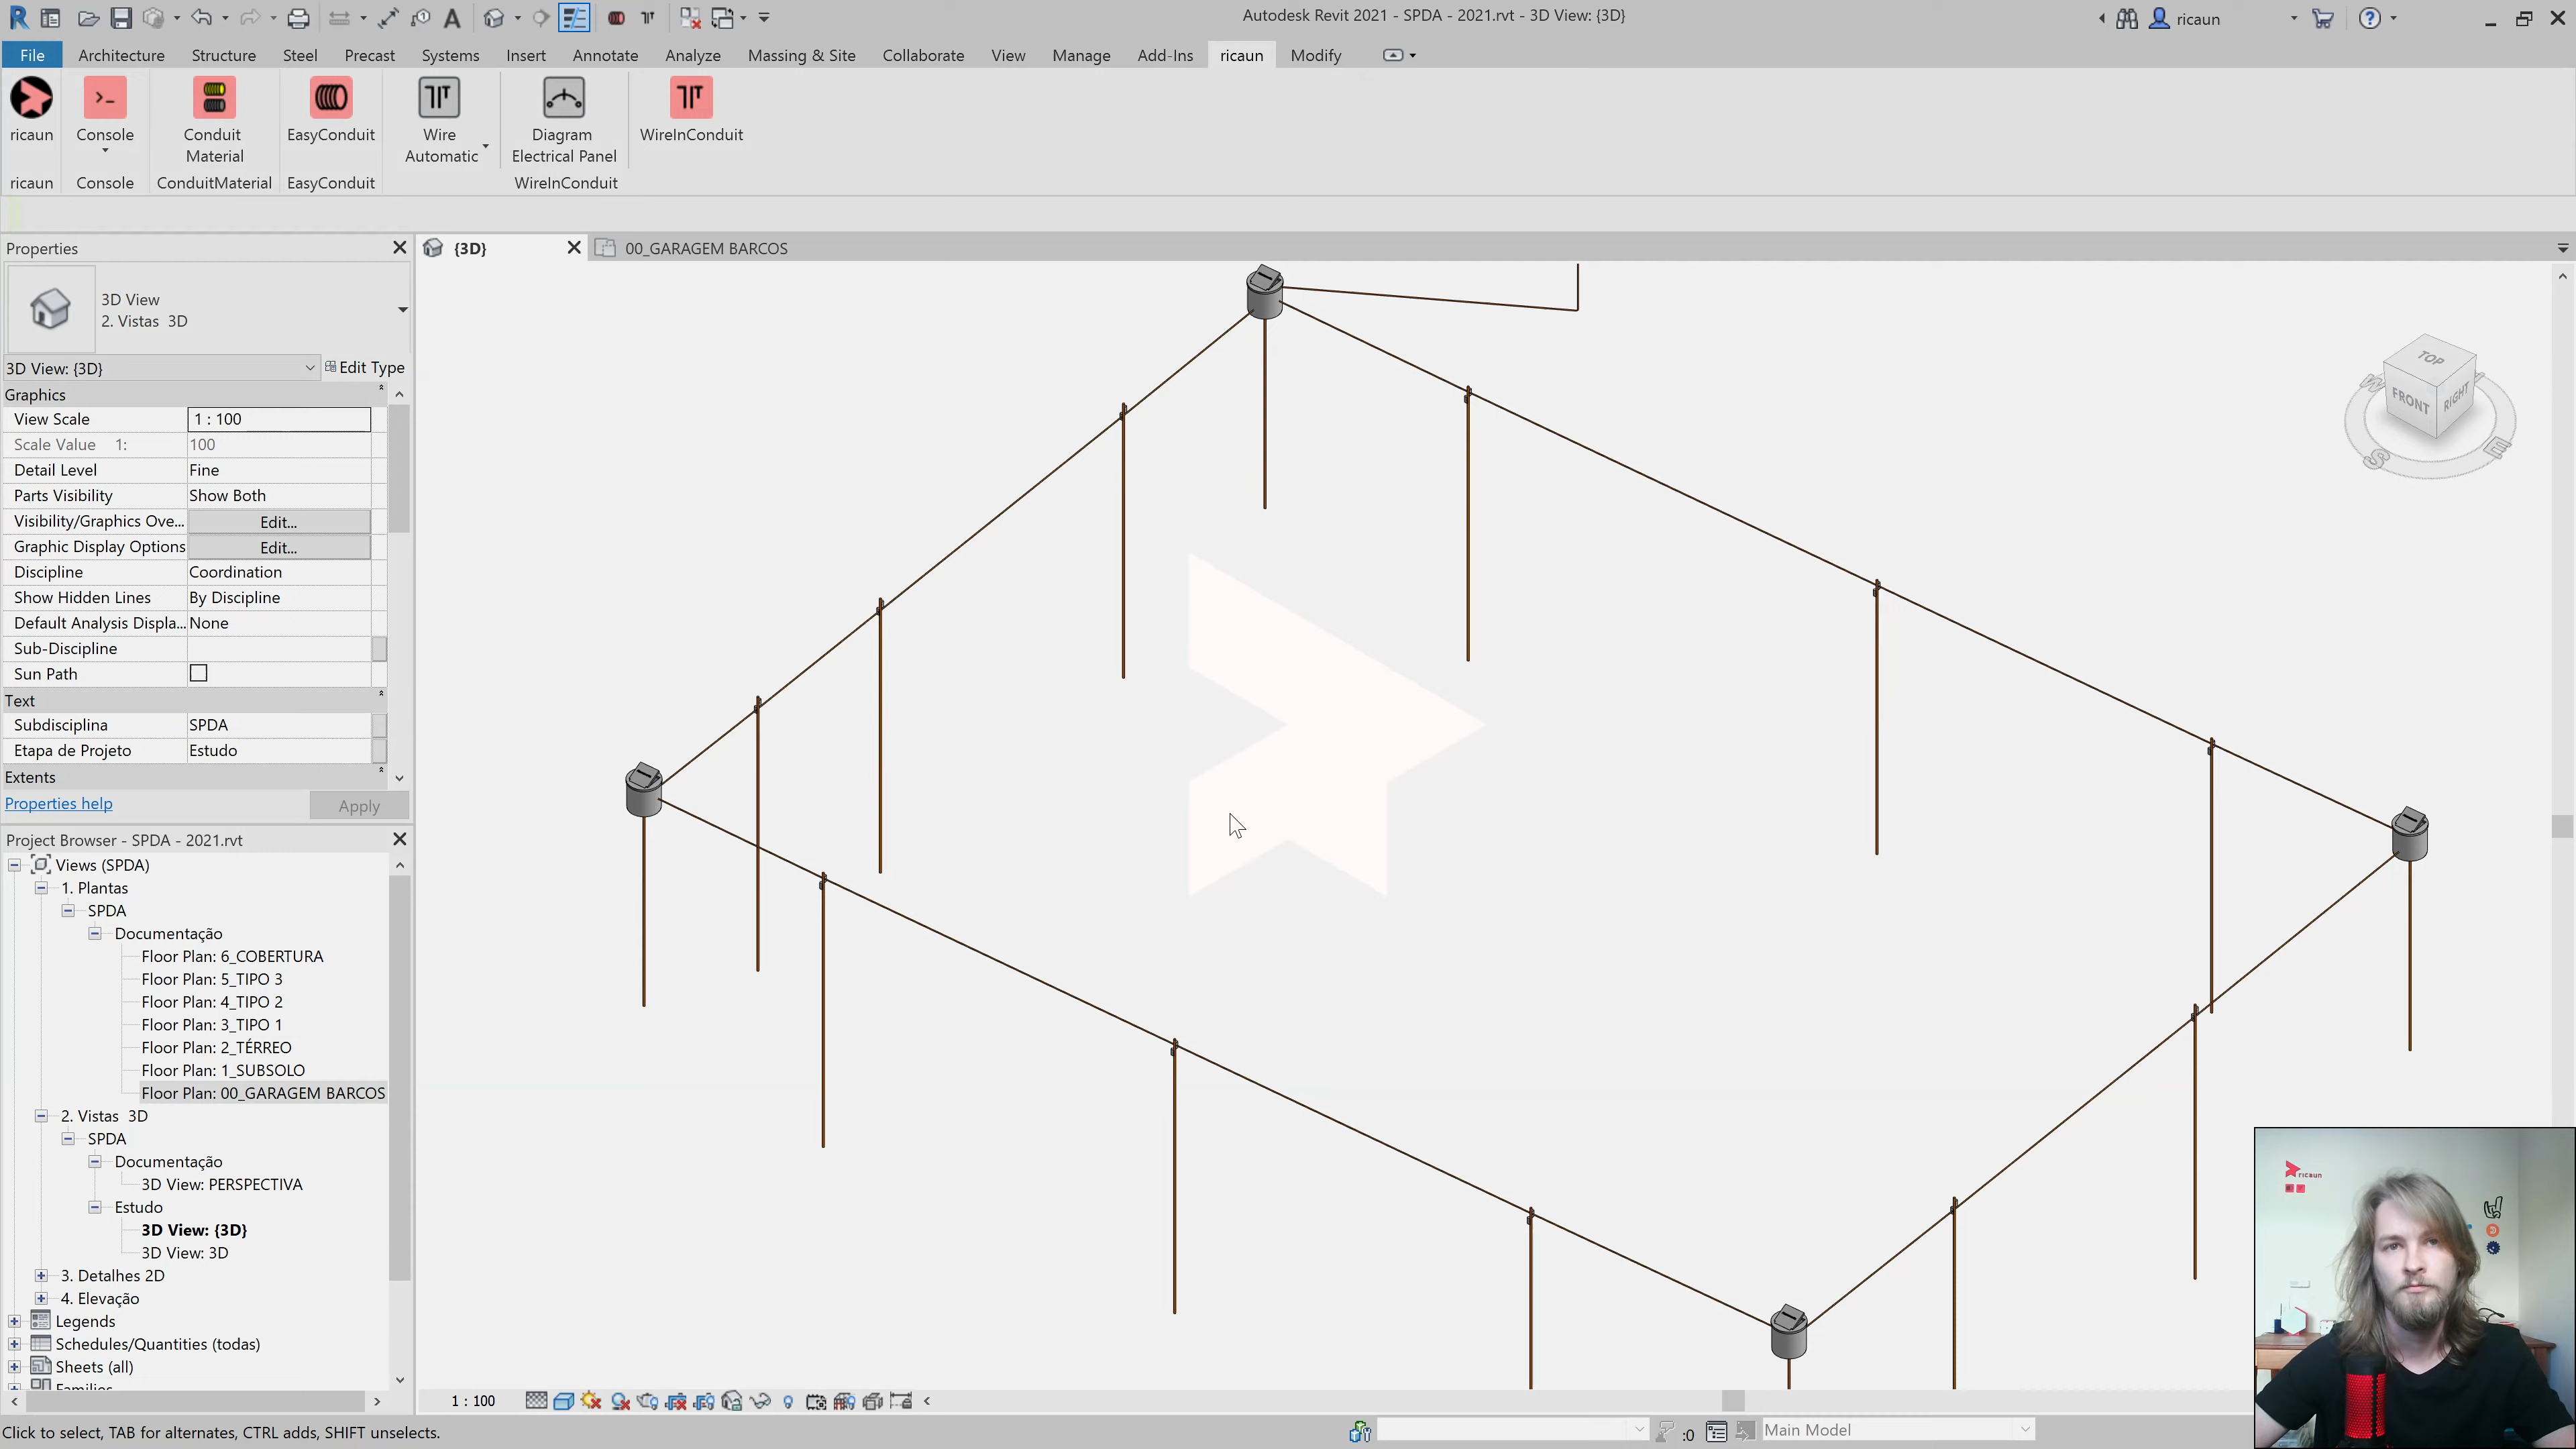 Autodesk Revit 2021 - SPDA - 2021.rvt - 3D View: {3D}
ricaun
File Architecture Structure Steel Precast Systems Insert Annotate Analyze Massing & Site Collaborate View Manage Add-Ins ricaun Modify
ricaun Console Conduit Material EasyConduit Wire Automatic Diagram Electrical Panel WireInConduit
ricaun Console ConduitMaterial EasyConduit WireInConduit
Properties
{3D} 00_GARAGEM BARCOS
3D View
2. Vistas 3D
3D View: {3D} Edit Type
Graphics
View Scale 1 : 100
Scale Value 1: 100
Detail Level Fine
Parts Visibility Show Both
Visibility/Graphics Ove... Edit...
Graphic Display Options Edit...
Discipline Coordination
Show Hidden Lines By Discipline
Default Analysis Displa... None
Sub-Discipline
Sun Path
Text
Subdisciplina SPDA
Etapa de Projeto Estudo
Extents
Properties help Apply
Project Browser - SPDA - 2021.rvt
Views (SPDA)
1. Plantas
SPDA
Documentação
Floor Plan: 6_COBERTURA
Floor Plan: 5_TIPO 3
Floor Plan: 4_TIPO 2
Floor Plan: 3_TIPO 1
Floor Plan: 2_TÉRREO
Floor Plan: 1_SUBSOLO
Floor Plan: 00_GARAGEM BARCOS
2. Vistas 3D
SPDA
Documentação
3D View: PERSPECTIVA
Estudo
3D View: {3D}
3D View: 3D
3. Detalhes 2D
4. Elevação
Legends
Schedules/Quantities (todas)
Sheets (all)
Families
TOP
FRONT
RIGHT
W
S
E
ricaun
1 : 100
Click to select, TAB for alternates, CTRL adds, SHIFT unselects.
:0
Main Model